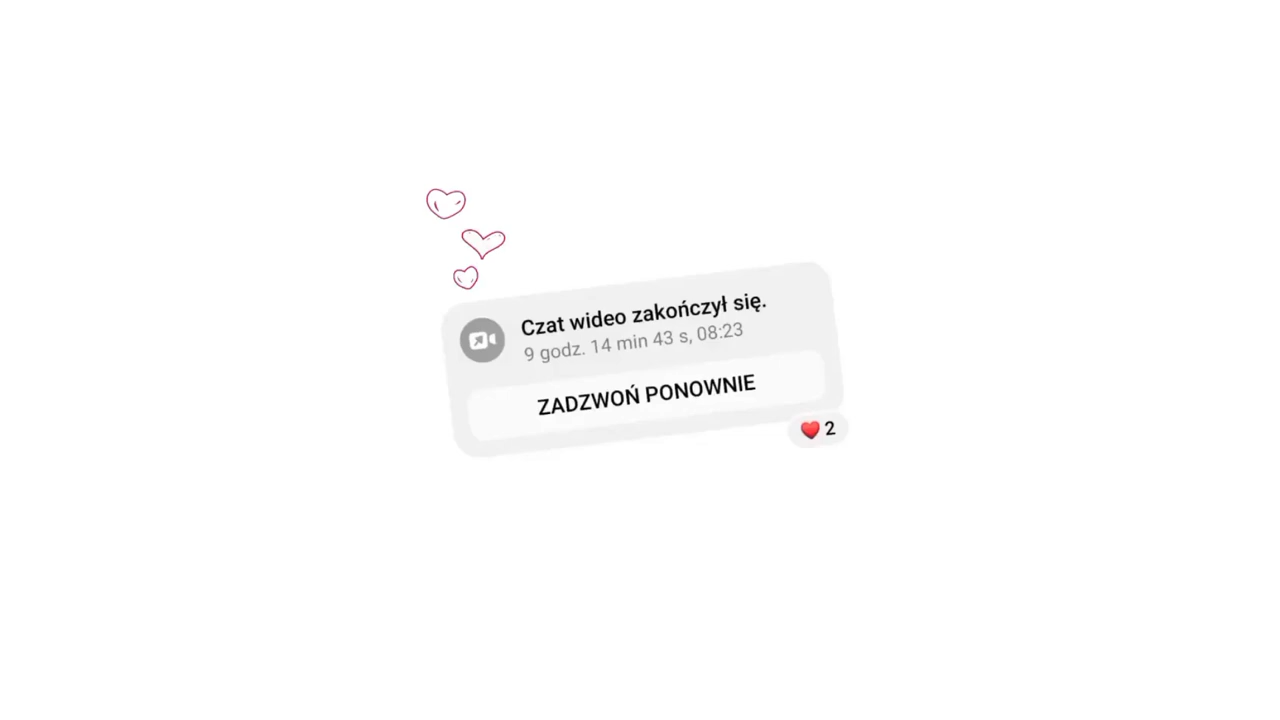 Czat wideo zakończył się.
9 godz. 14 min 43 s, 08:23
ZADZWOŃ PONOWNIE
2